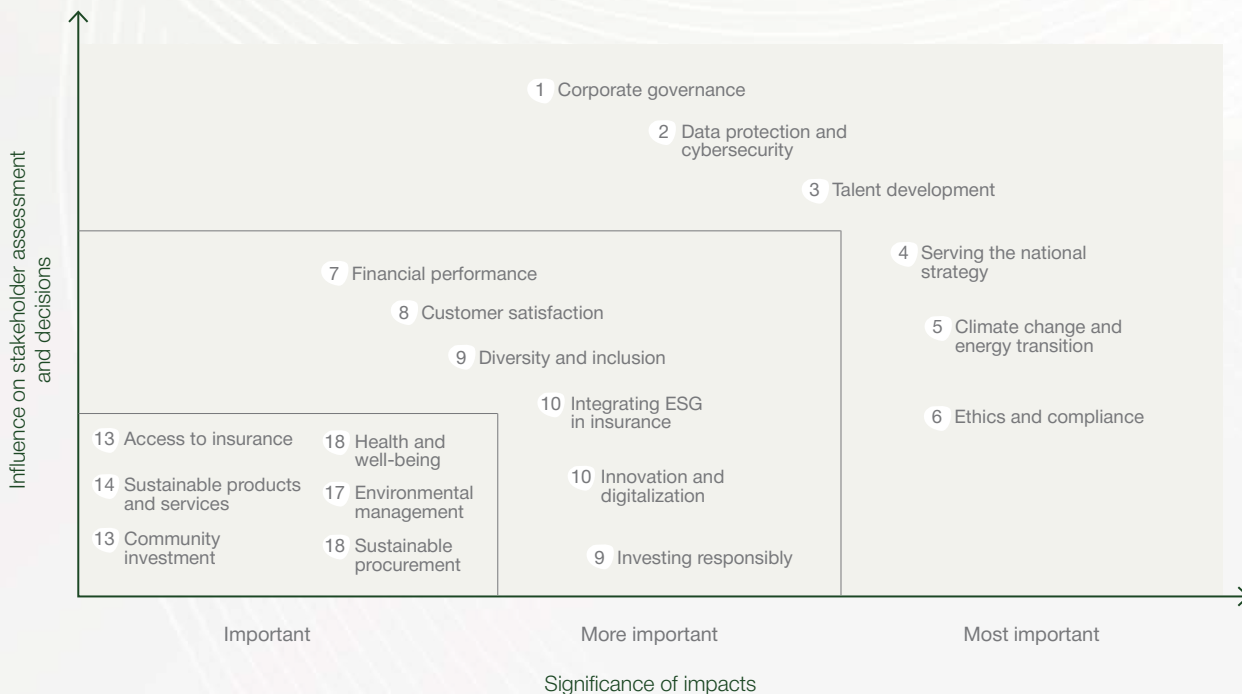 Influence on stakeholder assessment
and decisions
1 Corporate governance
2 Data protection and
cybersecurity
3 Talent development
4 Serving the national
strategy
5 Climate change and
energy transition
6 Ethics and compliance
7 Financial performance
8 Customer satisfaction
9 Diversity and inclusion
10 Integrating ESG
in insurance
10 Innovation and
digitalization
9 Investing responsibly
13 Access to insurance
14 Sustainable products
and services
13 Community
investment
18 Health and
well-being
17 Environmental
management
18 Sustainable
procurement
Important
More important
Most important
Significance of impacts